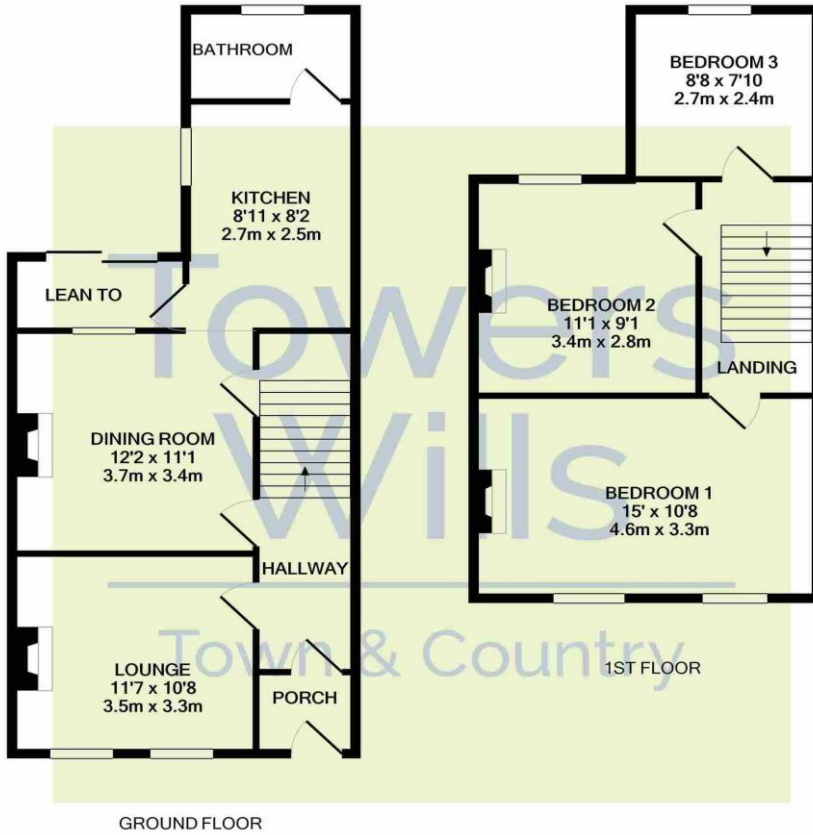 BATHROOM
KITCHEN
8'11 x 8'2
2.7m x 2.5m
LEAN TO
DINING ROOM
12'2 x 11'1
3.7m x 3.4m
HALLWAY
LOUNGE
11'7 x 10'8
3.5m x 3.3m
PORCH
GROUND FLOOR
BEDROOM 3
8'8 x 7'10
2.7m x 2.4m
BEDROOM 2
11'1 x 9'1
3.4m x 2.8m
LANDING
BEDROOM 1
15' x 10'8
4.6m x 3.3m
1ST FLOOR
Towers
Wills
Town & Country